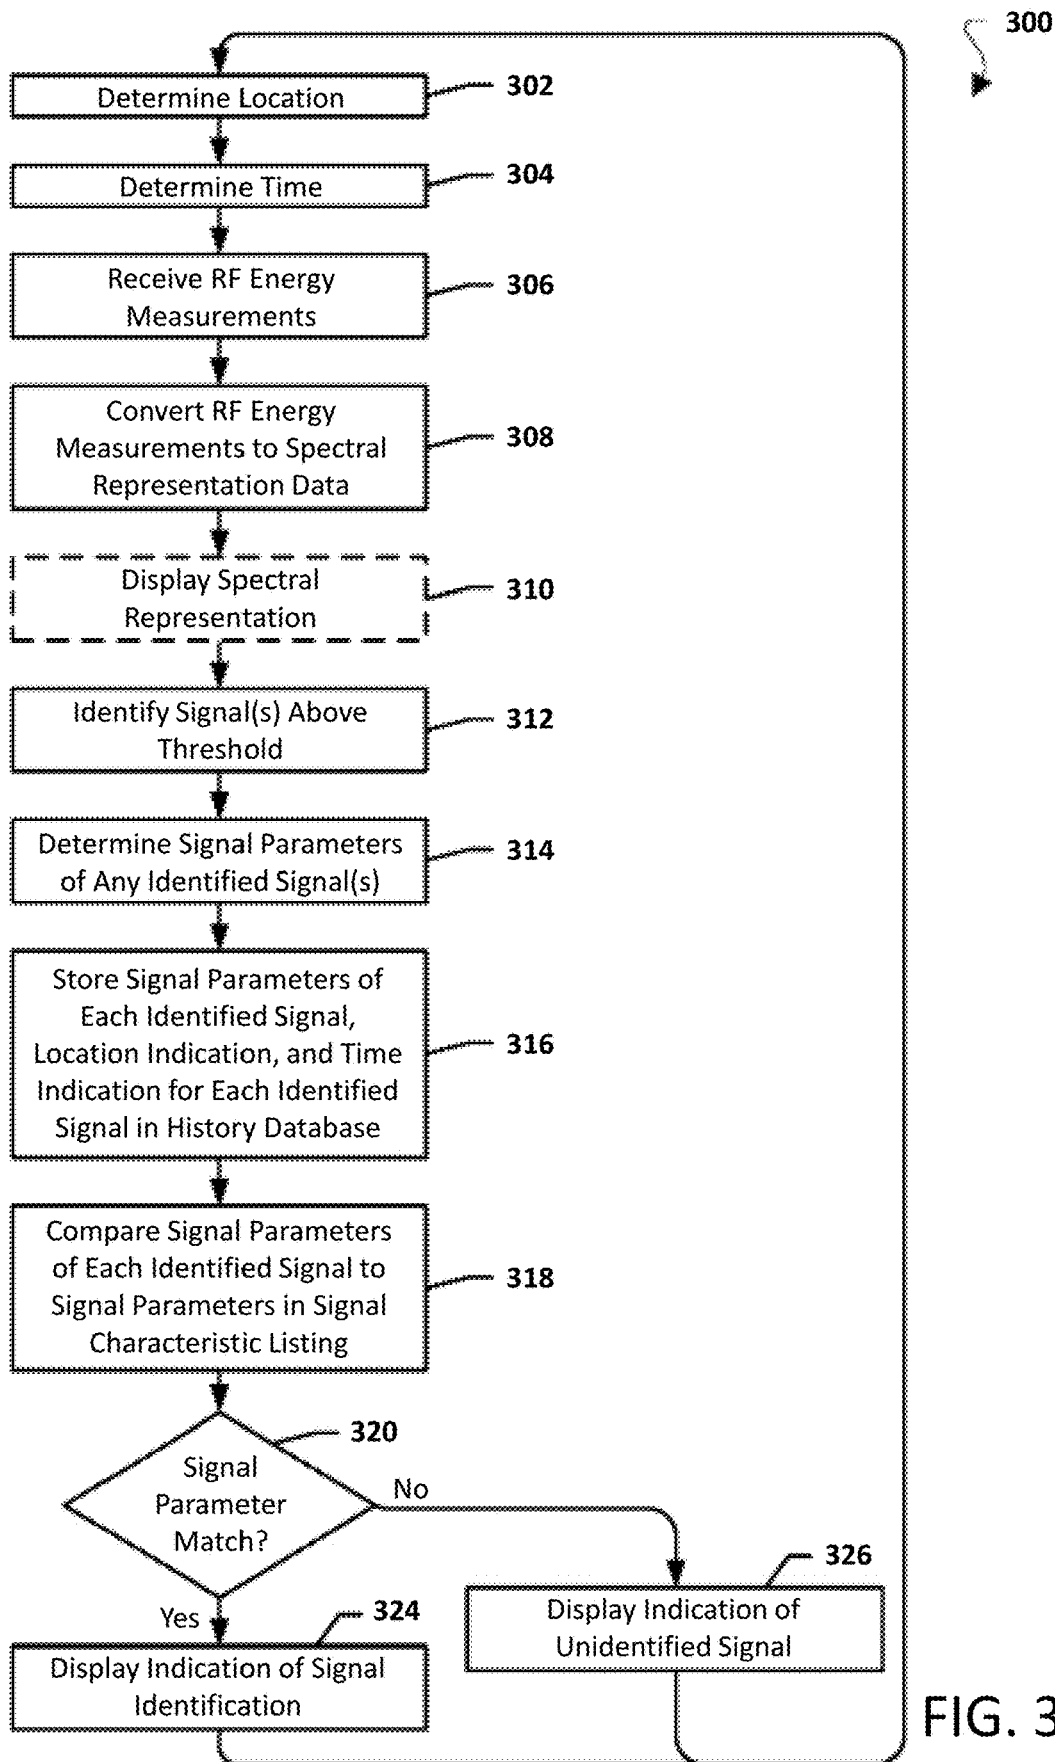 300
Determine Location
302
Determine Time
304
Receive RF Energy
Measurements
306
Convert RF Energy
Measurements to Spectral
Representation Data
308
Display Spectral
Representation
310
Identify Signal(s) Above
Threshold
312
Determine Signal Parameters
of Any Identified Signal(s)
314
Store Signal Parameters of
Each Identified Signal,
Location Indication, and Time
Indication for Each Identified
Signal in History Database
316
Compare Signal Parameters
of Each Identified Signal to
Signal Parameters in Signal
Characteristic Listing
318
Signal
Parameter
Match?
320
No
Yes
324
Display Indication of Signal
Identification
326
Display Indication of
Unidentified Signal
FIG. 3